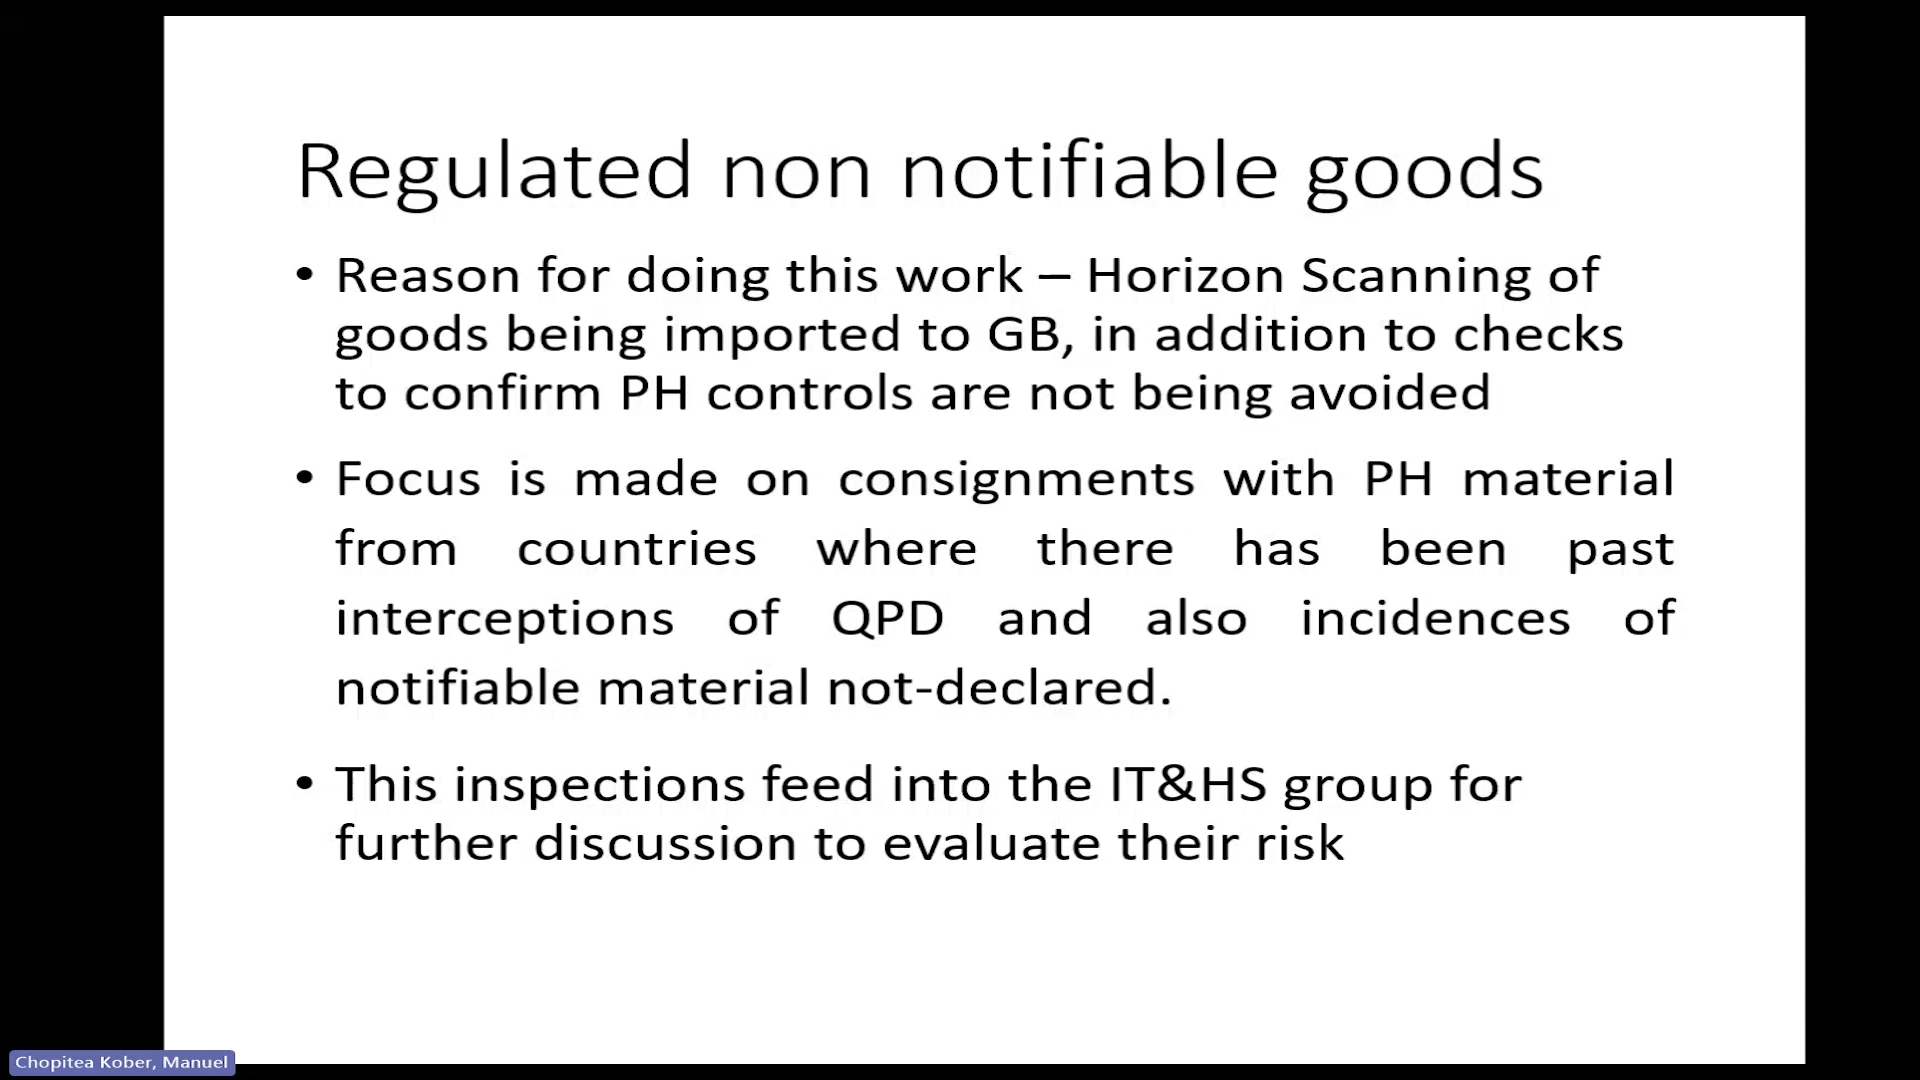 Regulated non notifiable goods
• Reason for doing this work – Horizon Scanning of
goods being imported to GB, in addition to checks
to confirm PH controls are not being avoided
• Focus is made on consignments with PH material
from countries where there has been past
interceptions of QPD and also incidences of
notifiable material not-declared.
• This inspections feed into the IT&HS group for
further discussion to evaluate their risk
Chopitea Kober, Manuel